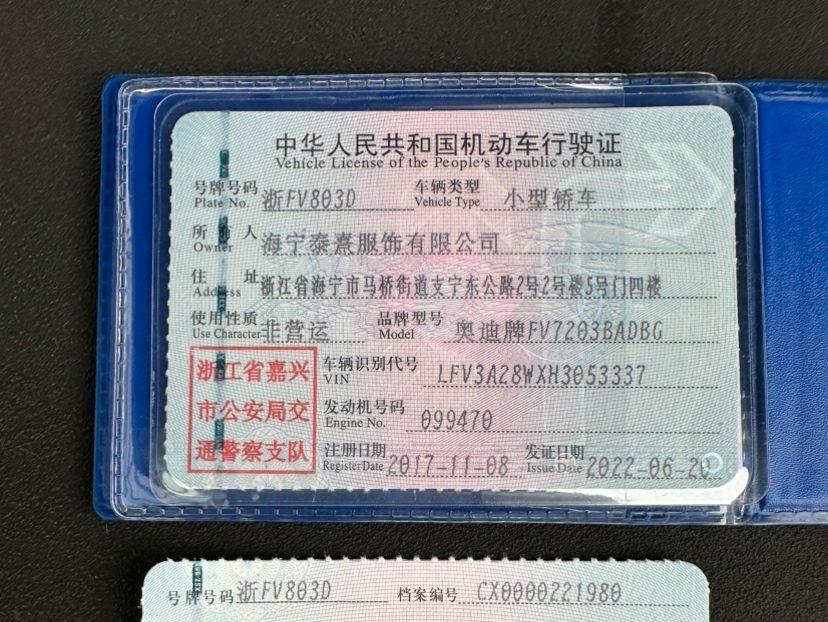 中华人民共和国机动车行驶证
Vehicle License of the People's Republic of China
号牌号码 浙FV803D 车辆类型 小型轿车
Plate No. Vehicle Type
所有人 海宁泰熹服饰有限公司
Owner
住址 浙江省海宁市马桥街道支宁东公路2号2号楼5号门四楼
Address
使用性质 非营运 品牌型号 奥迪牌FV7203BADBG
Use Character Model
浙江省嘉兴
市公安局交
通警察支队
车辆识别代号 LFV3A28WXH3053337
VIN
发动机号码 099470
Engine No.
注册日期 2017-11-08 发证日期 2022-06-20
Register Date Issue Date
号牌号码 浙FV803D 档案编号 CX0000221980